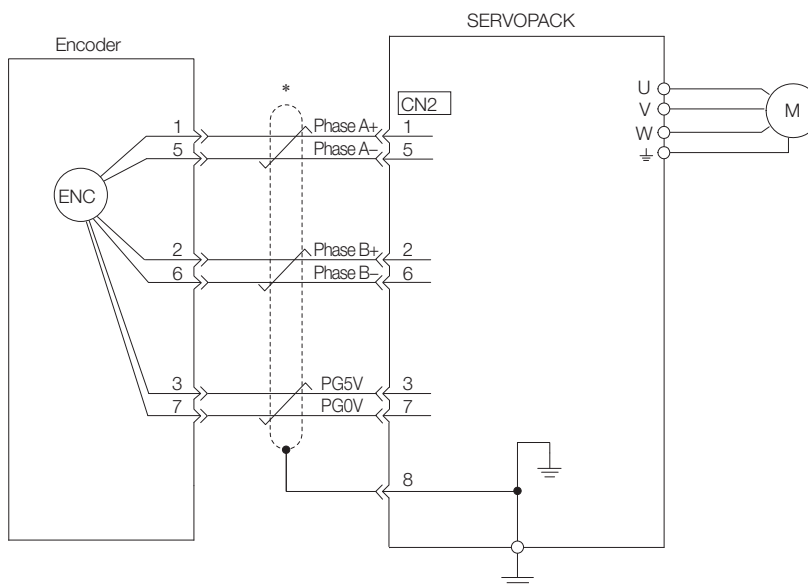 SERVOPACK
Encoder
*
CN2
U
V
W
M
ENC
1 Phase A+ 1
5 Phase A− 5
2 Phase B+ 2
6 Phase B− 6
3 PG5V 3
7 PG0V 7
8